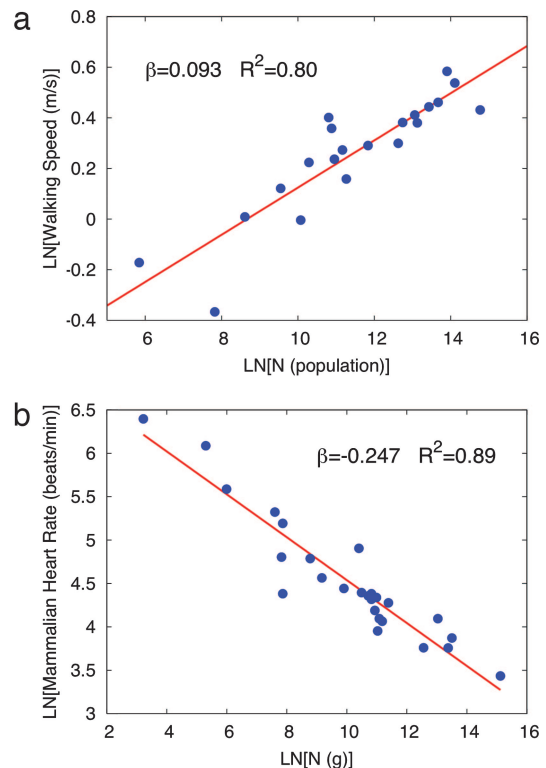 a
β=0.093 R²=0.80
LN[Walking Speed (m/s)]
0.8
0.6
0.4
0.2
0
-0.2
-0.4
6 8 10 12 14 16
LN[N (population)]
b
β=-0.247 R²=0.89
LN[Mammalian Heart Rate (beats/min)]
6.5
6
5.5
5
4.5
4
3.5
3
2 4 6 8 10 12 14 16
LN[N (g)]